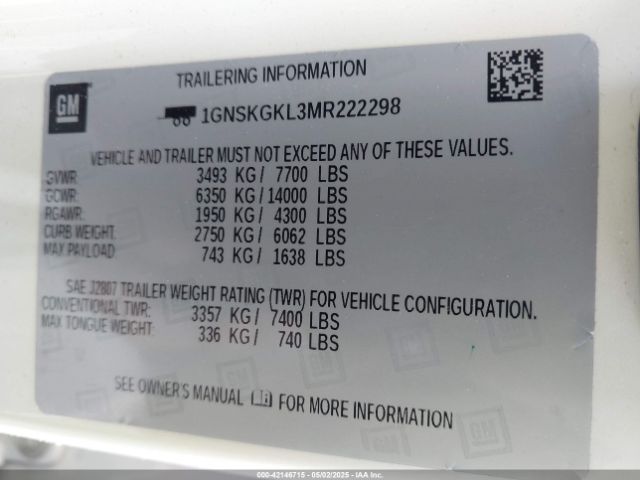 GM
TRAILERING INFORMATION
1GNSKGKL3MR222298
VEHICLE AND TRAILER MUST NOT EXCEED ANY OF THESE VALUES.
GVWR: 3493 KG/ 7700 LBS
GCWR: 6350 KG/14000 LBS
RGAWR: 1950 KG/ 4300 LBS
CURB WEIGHT: 2750 KG/ 6062 LBS
MAX PAYLOAD: 743 KG/ 1638 LBS
SAE J2807 TRAILER WEIGHT RATING (TWR) FOR VEHICLE CONFIGURATION.
CONVENTIONAL TWR: 3357 KG/ 7400 LBS
MAX TONGUE WEIGHT: 336 KG/ 740 LBS
SEE OWNER'S MANUAL FOR MORE INFORMATION
GM
000-42146715 - 05/02/2025 - IAA Inc.